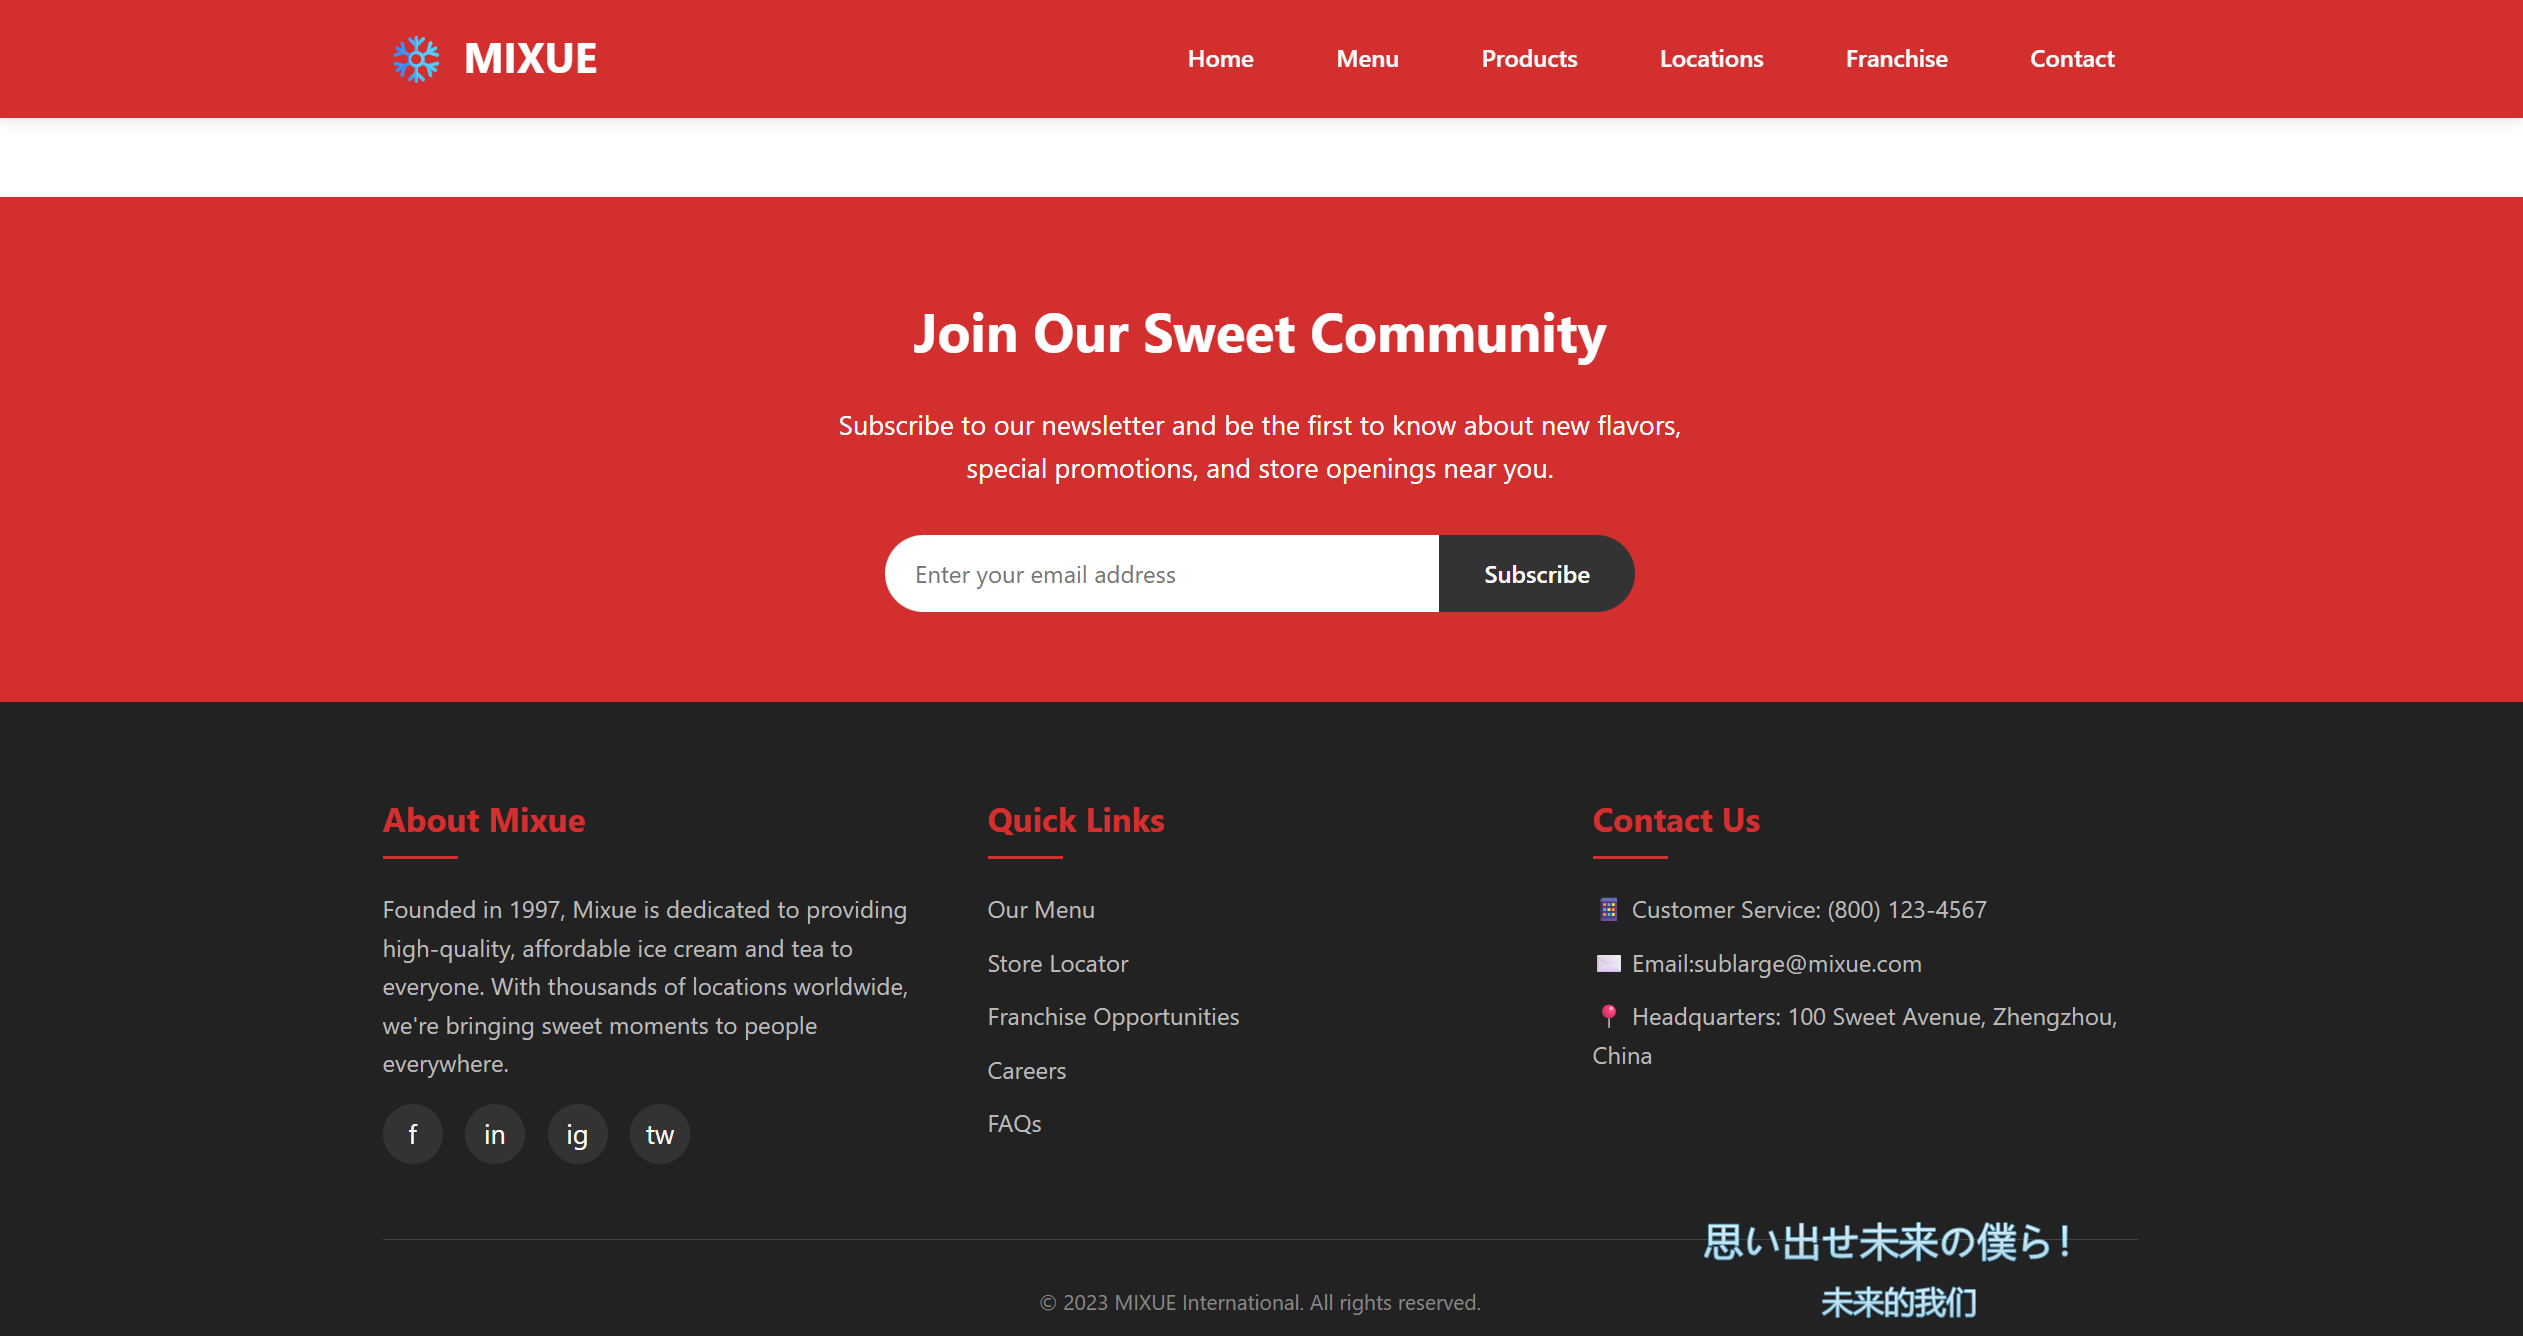 MIXUE
Home
Menu
Products
Locations
Franchise
Contact
Join Our Sweet Community
Subscribe to our newsletter and be the first to know about new flavors,
special promotions, and store openings near you.
Enter your email address
Subscribe
About Mixue
Founded in 1997, Mixue is dedicated to providing
high-quality, affordable ice cream and tea to
everyone. With thousands of locations worldwide,
we're bringing sweet moments to people
everywhere.
f
in
ig
tw
Quick Links
Our Menu
Store Locator
Franchise Opportunities
Careers
FAQs
Contact Us
Customer Service: (800) 123-4567
Email:sublarge@mixue.com
Headquarters: 100 Sweet Avenue, Zhengzhou,
China
思い出せ未来の僕ら!
未来的我们
© 2023 MIXUE International. All rights reserved.